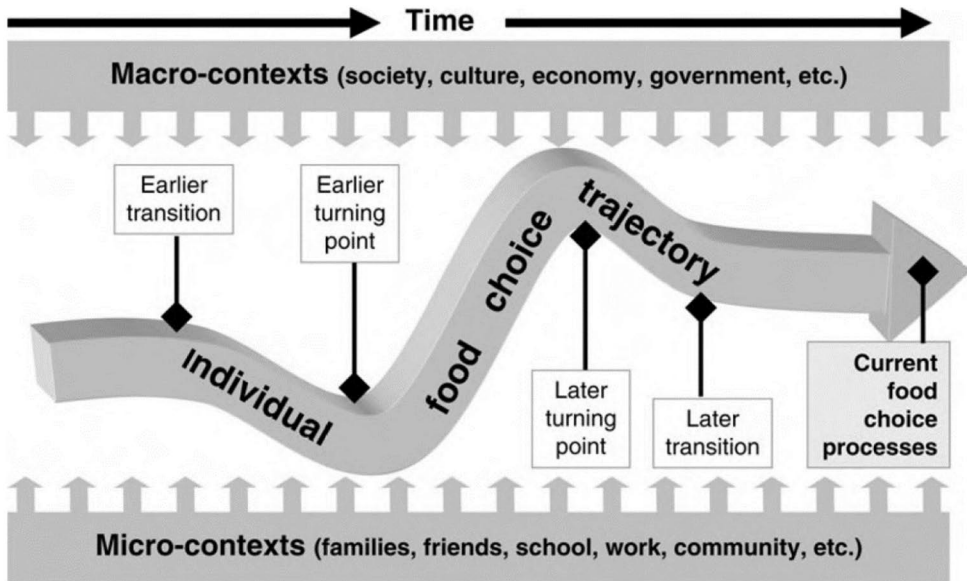 Time
Macro-contexts (society, culture, economy, government, etc.)
Earlier
transition
Earlier
turning
point
Individual food choice trajectory
Later
turning
point
Later
transition
Current
food
choice
processes
Micro-contexts (families, friends, school, work, community, etc.)